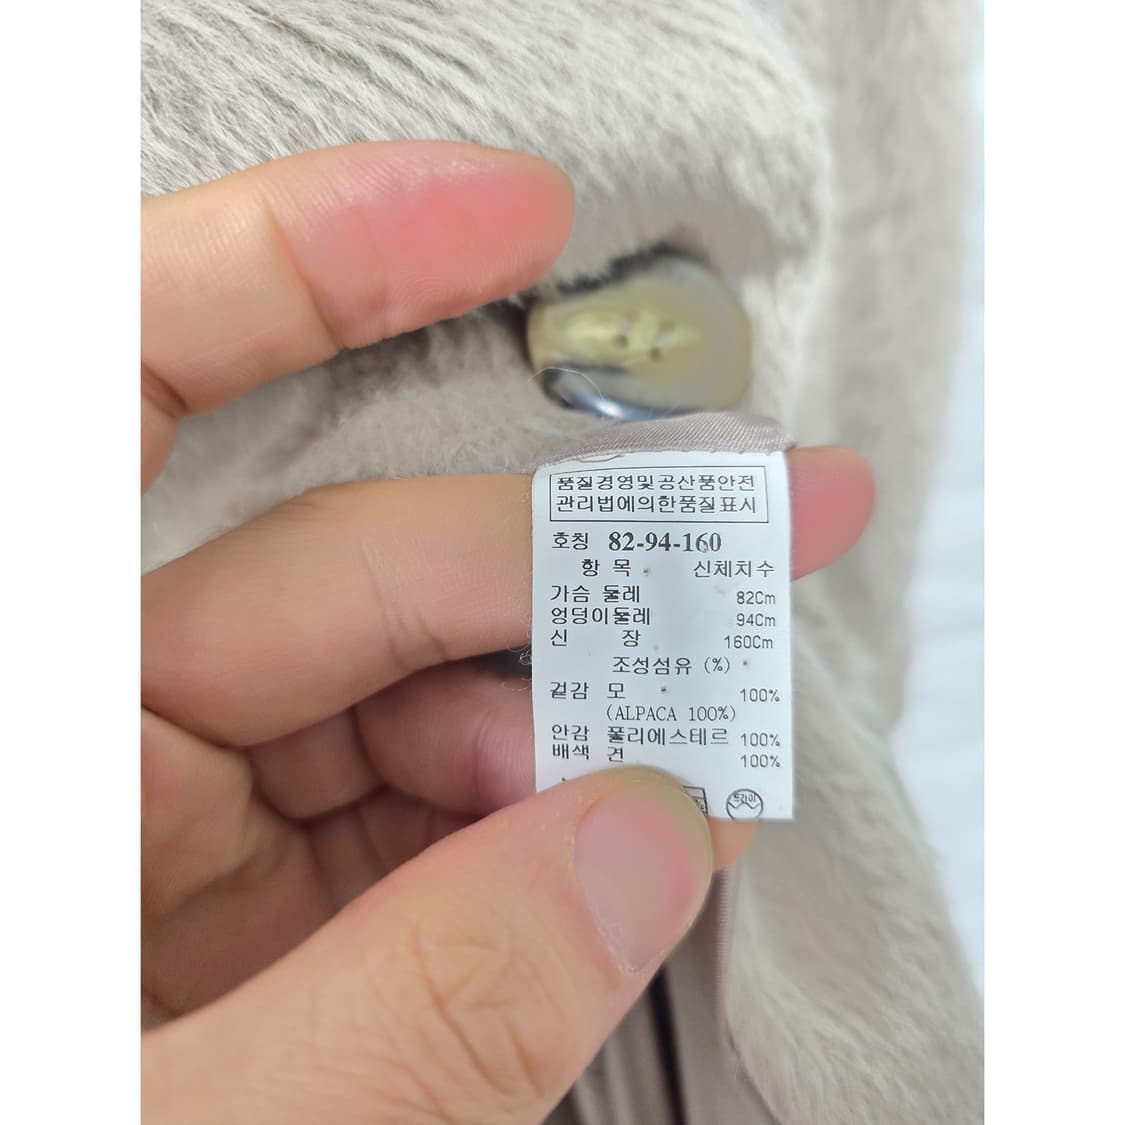 품질경영및공산품안전
관리법에의한품질표시
호칭 82-94-160
항 목 신체치수
가슴 둘레 82Cm
엉덩이둘레 94Cm
신 장 160Cm
조성섬유 (%)
겉감 모 100%
(ALPACA 100%)
안감 폴리에스테르 100%
배색 견 100%
드라이